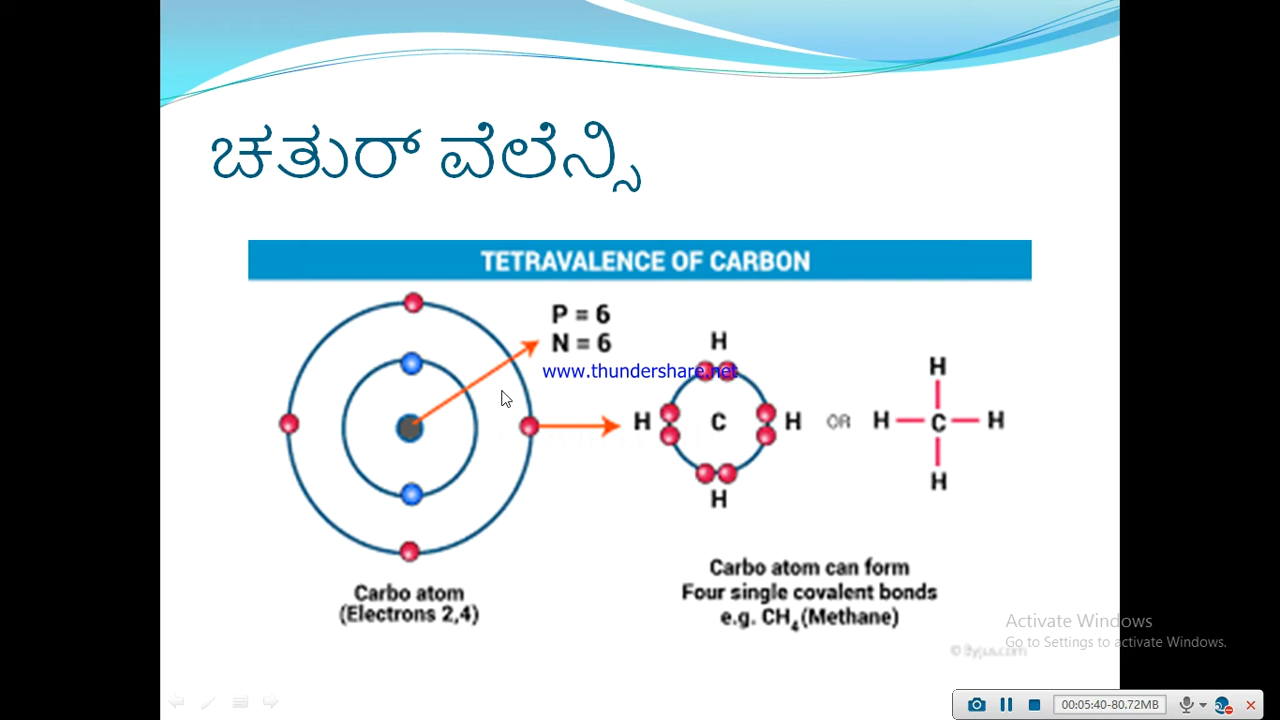 ಚತುರ್ ವೆಲೆನ್ಸಿ
TETRAVALENCE OF CARBON
P = 6
N = 6
www.thundershare.net
H
H C H OR H C H
H
H
H
Carbo atom
(Electrons 2,4)
Carbo atom can form
Four single covalent bonds
e.g. CH₄(Methane)
Activate Windows
Go to Settings to activate Windows.
© Byjus.com
00:05:40-80.72MB